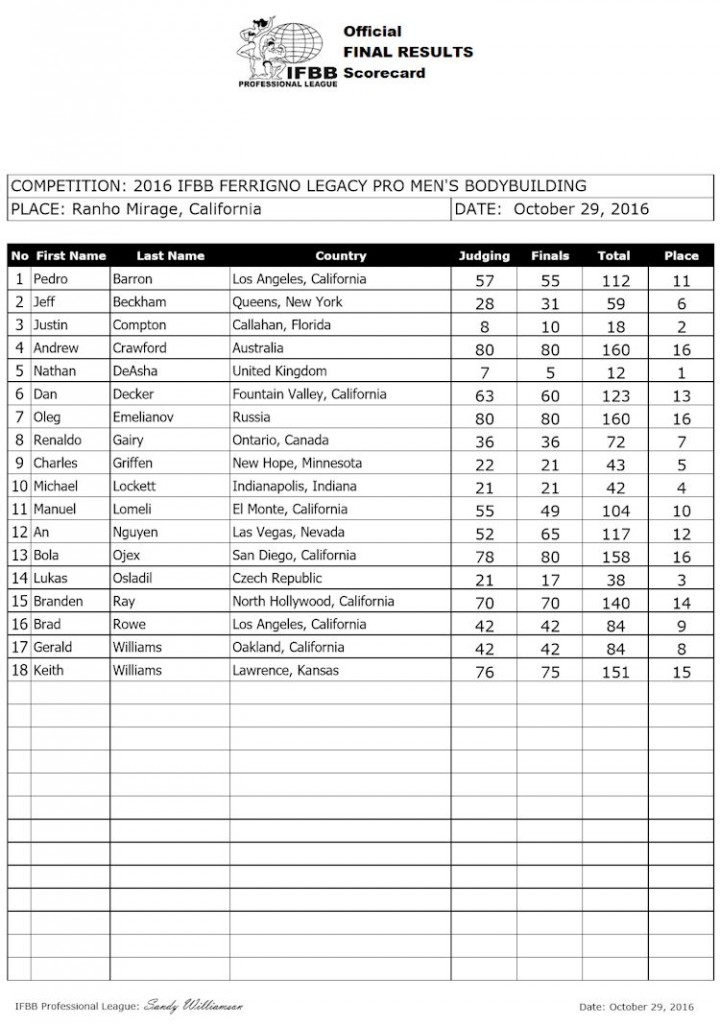 Official
FINAL RESULTS
IFBB Scorecard
PROFESSIONAL LEAGUE
COMPETITION: 2016 IFBB FERRIGNO LEGACY PRO MEN'S BODYBUILDING
PLACE: Ranho Mirage, California DATE: October 29, 2016
No First Name Last Name Country Judging Finals Total Place
1 Pedro Barron Los Angeles, California 57 55 112 11
2 Jeff Beckham Queens, New York 28 31 59 6
3 Justin Compton Callahan, Florida 8 10 18 2
4 Andrew Crawford Australia 80 80 160 16
5 Nathan DeAsha United Kingdom 7 5 12 1
6 Dan Decker Fountain Valley, California 63 60 123 13
7 Oleg Emelianov Russia 80 80 160 16
8 Renaldo Gairy Ontario, Canada 36 36 72 7
9 Charles Griffen New Hope, Minnesota 22 21 43 5
10 Michael Lockett Indianapolis, Indiana 21 21 42 4
11 Manuel Lomeli El Monte, California 55 49 104 10
12 An Nguyen Las Vegas, Nevada 52 65 117 12
13 Bola Ojex San Diego, California 78 80 158 16
14 Lukas Osladil Czech Republic 21 17 38 3
15 Branden Ray North Hollywood, California 70 70 140 14
16 Brad Rowe Los Angeles, California 42 42 84 9
17 Gerald Williams Oakland, California 42 42 84 8
18 Keith Williams Lawrence, Kansas 76 75 151 15
IFBB Professional League: Sandy Williamson Date: October 29, 2016